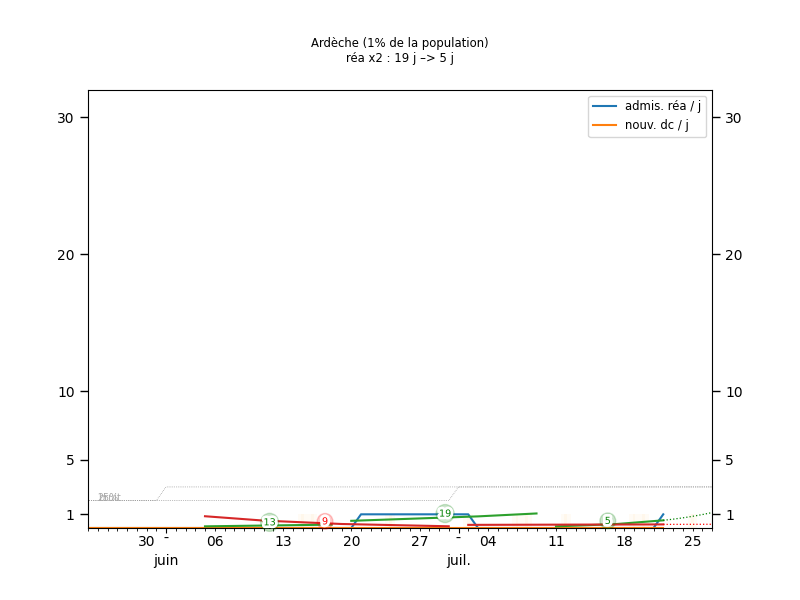 Ardèche (1% de la population)
réa x2 : 19 j –> 5 j
admis. réa / j
nouv. dc / j
30 30
20 20
10 10
5 5
1 1
13 9 19 5
30 - 06 13 20 27 - 04 11 18 25
juin juil.